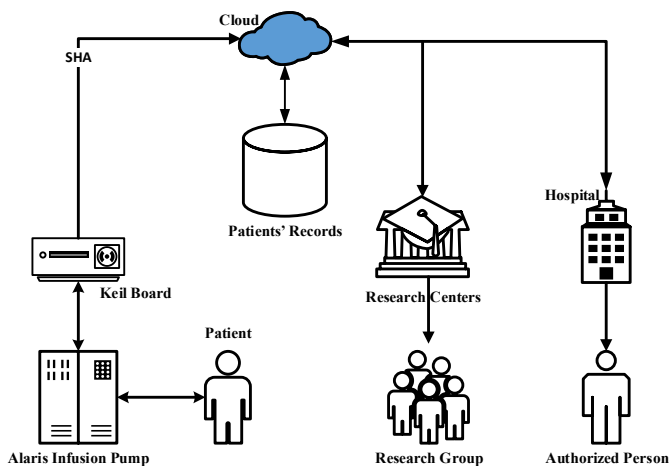 Cloud
SHA
Hospital
Patients' Records
Keil Board
Research Centers
Patient
Alaris Infusion Pump
Research Group
Authorized Person